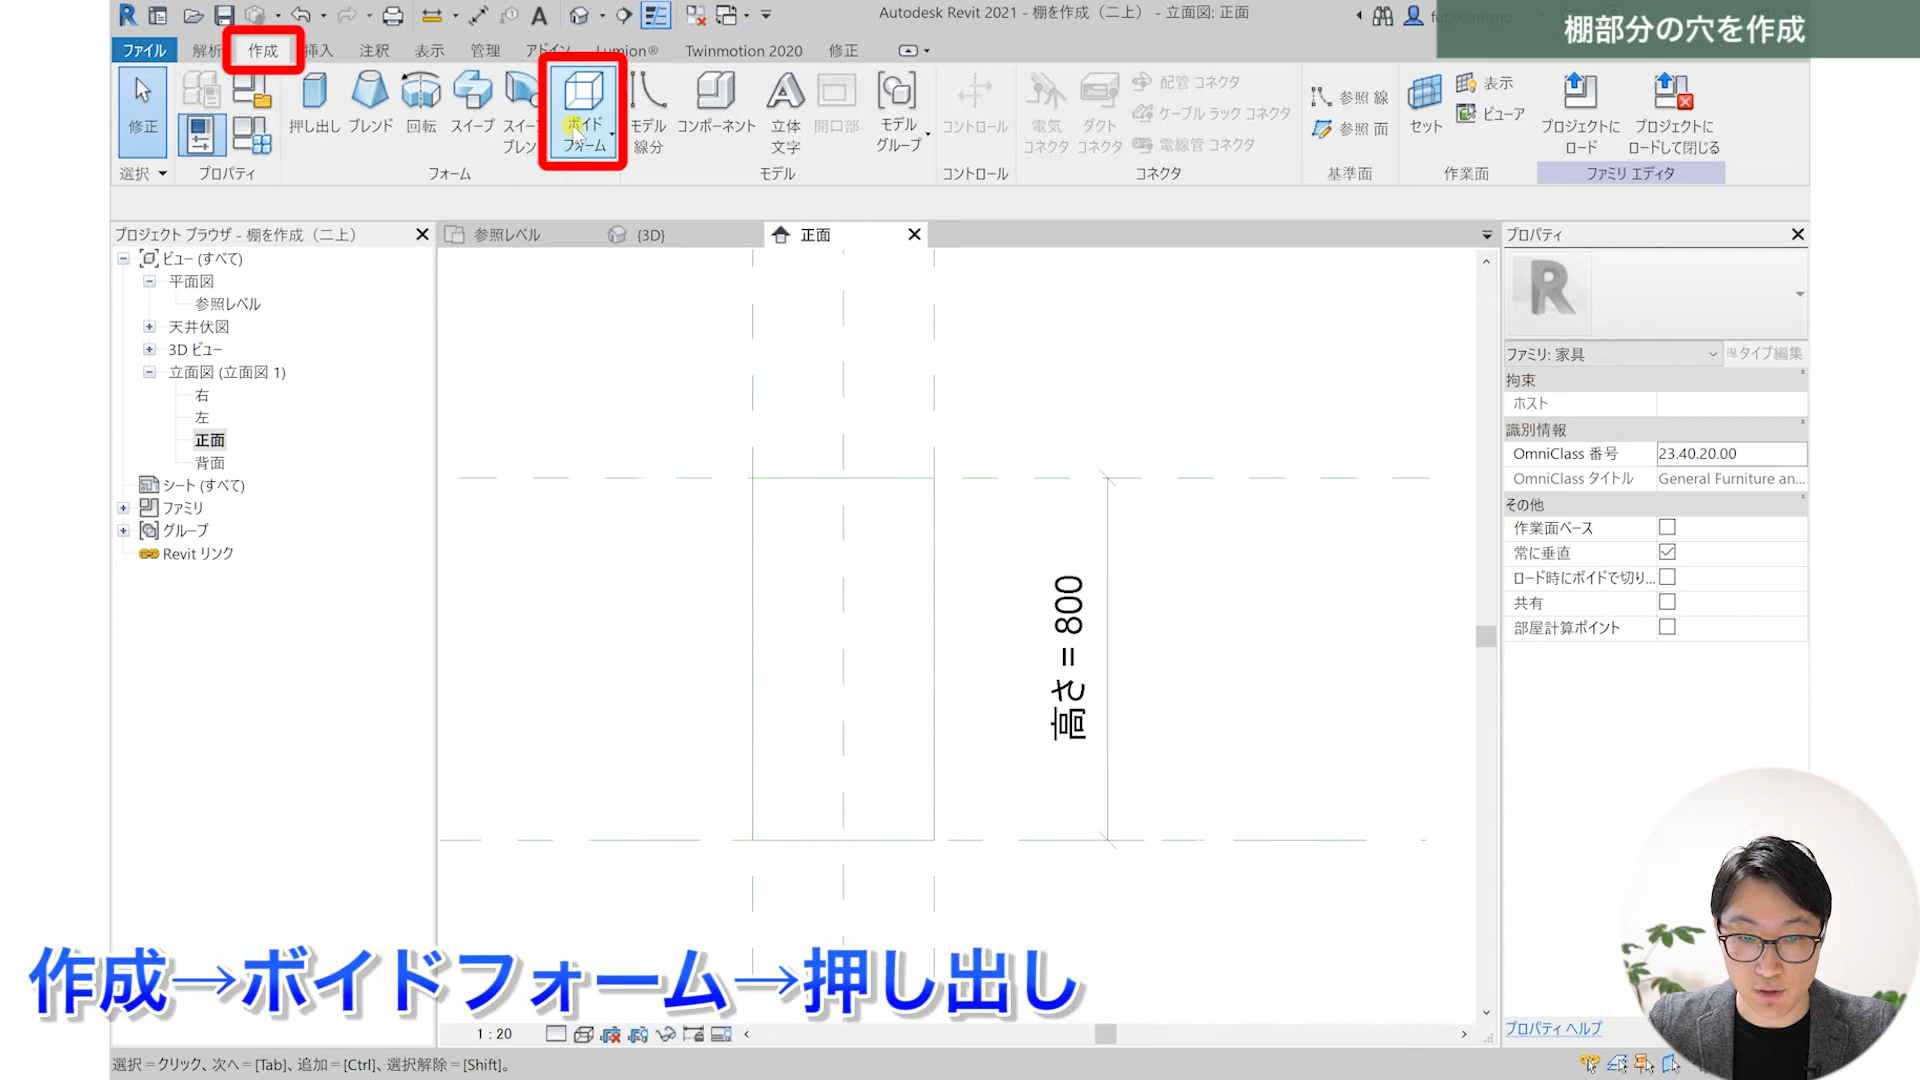 Autodesk Revit 2021 - 棚を作成（二上） - 立面図: 正面
棚部分の穴を作成
ファイル 解析 作成 挿入 注釈 表示 管理 アドイン Lumion® Twinmotion 2020 修正
修正
押し出し ブレンド 回転 スイープ
ボイド
フォーム
モデル
線分
コンポーネント
立体
文字
開口部
モデル
グループ
コントロール
電気
コネクタ
ダクト
コネクタ
配管 コネクタ
ケーブル ラック コネクタ
電線管 コネクタ
参照 線
参照 面
セット
表示
ビューア
プロジェクトに
ロード
プロジェクトに
ロードして閉じる
選択 プロパティ フォーム モデル コントロール コネクタ 基準面 作業面 ファミリ エディタ
プロジェクト ブラウザ - 棚を作成（二上）
ビュー (すべて)
平面図
参照レベル
天井伏図
3D ビュー
立面図 (立面図 1)
右
左
正面
背面
シート (すべて)
ファミリ
グループ
Revit リンク
参照レベル {3D} 正面
高さ = 800
プロパティ
R
ファミリ: 家具 タイプ編集
拘束
ホスト
識別情報
OmniClass 番号 23.40.20.00
OmniClass タイトル General Furniture an...
その他
作業面ベース
常に垂直
ロード時にボイドで切り...
共有
部屋計算ポイント
プロパティ ヘルプ
作成→ボイドフォーム→押し出し
1 : 20
選択＝クリック、次へ＝[Tab]、追加＝[Ctrl]、選択解除＝[Shift]。